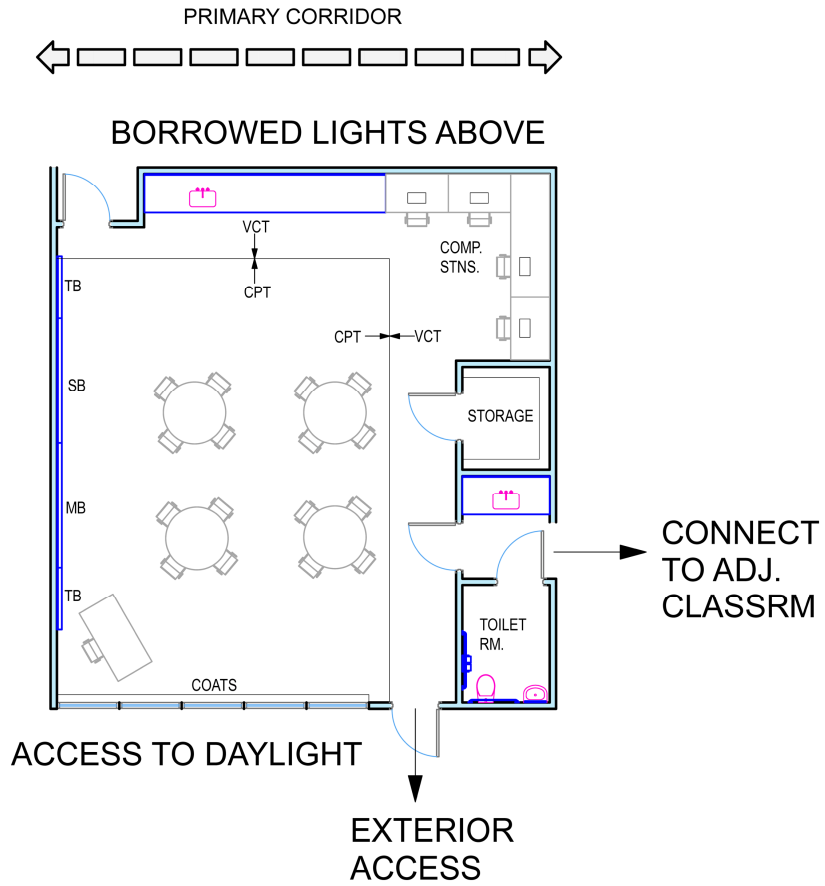 PRIMARY CORRIDOR
BORROWED LIGHTS ABOVE
VCT
CPT
COMP.
STNS.
TB
CPT
VCT
SB
STORAGE
MB
CONNECT
TO ADJ.
CLASSRM
TB
TOILET
RM.
COATS
ACCESS TO DAYLIGHT
EXTERIOR
ACCESS